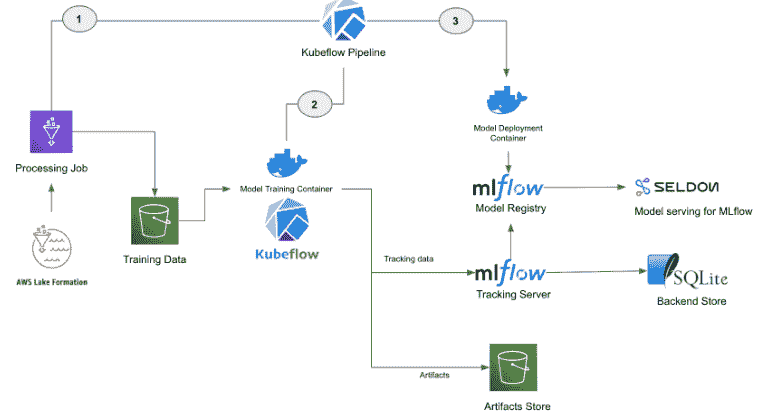 1
3
Kubeflow Pipeline
2
Model Deployment
Container
Processing Job
Model Training Container
mlflow
Model Registry
SELDON
Model serving for MLflow
Training Data
Kubeflow
AWS Lake Formation
Tracking data
mlflow
Tracking Server
SQLite
Backend Store
Artifacts
Artifacts Store